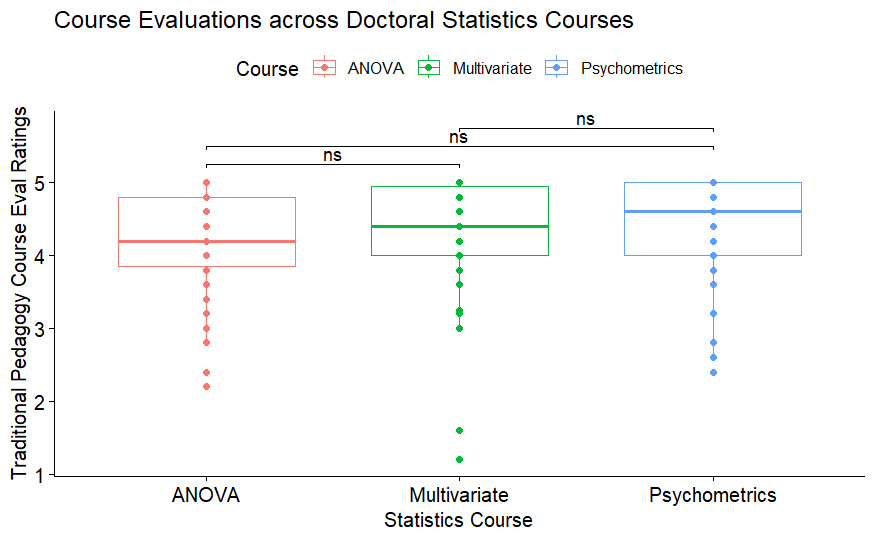 Course Evaluations across Doctoral Statistics Courses
Course ANOVA Multivariate Psychometrics
Traditional Pedagogy Course Eval Ratings
ns
ns
ns
5
4
3
2
1
ANOVA Multivariate Psychometrics
Statistics Course